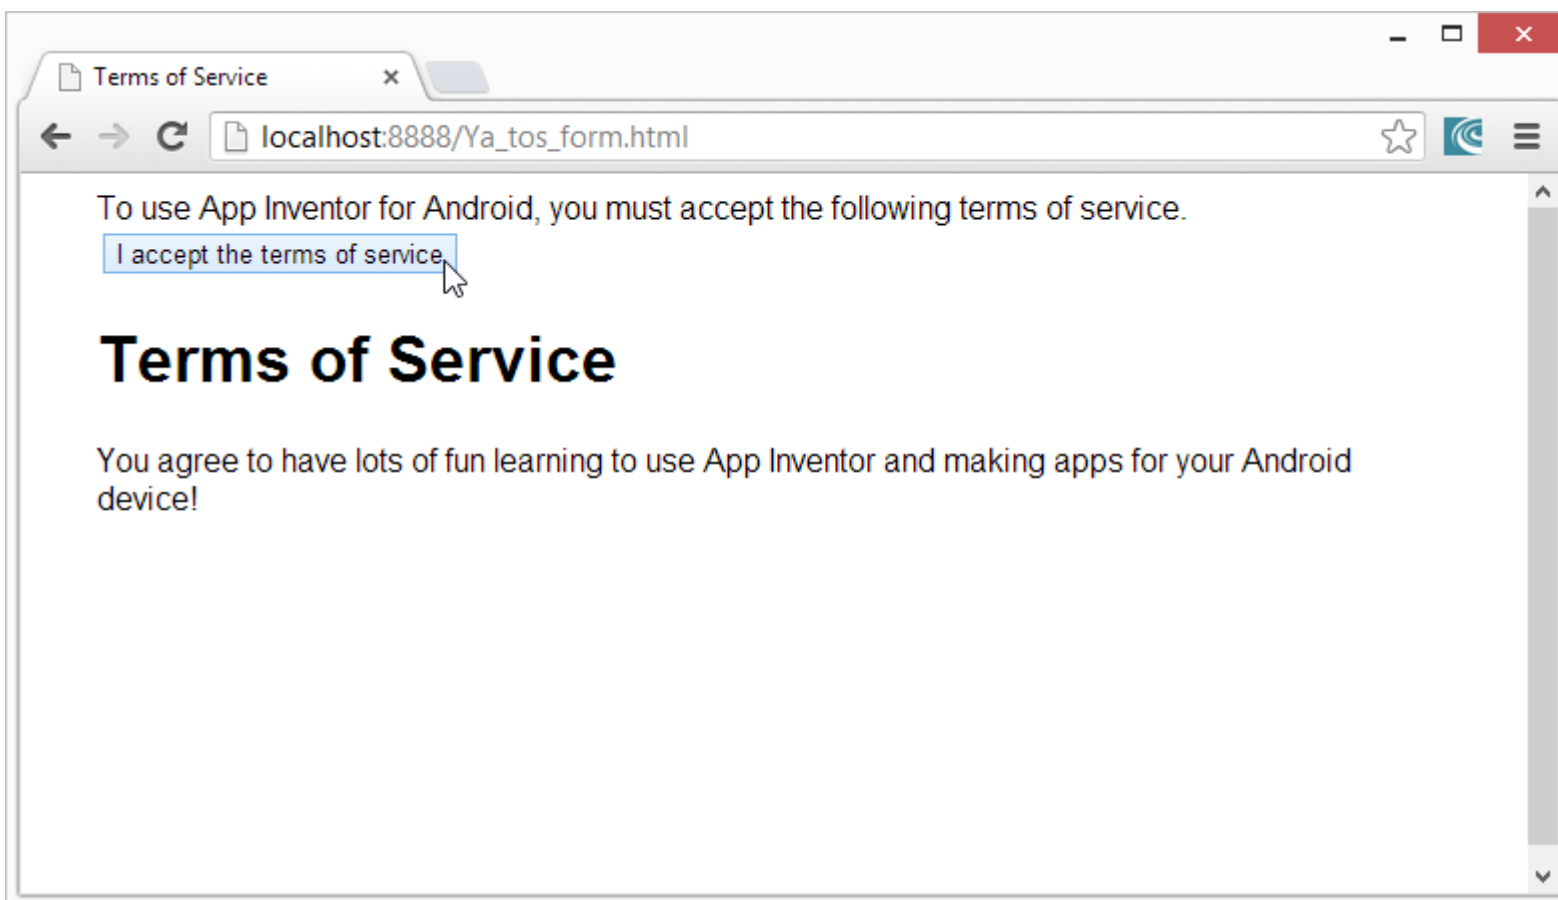 Terms of Service
localhost:8888/Ya_tos_form.html
To use App Inventor for Android, you must accept the following terms of service.
I accept the terms of service
Terms of Service
You agree to have lots of fun learning to use App Inventor and making apps for your Android
device!